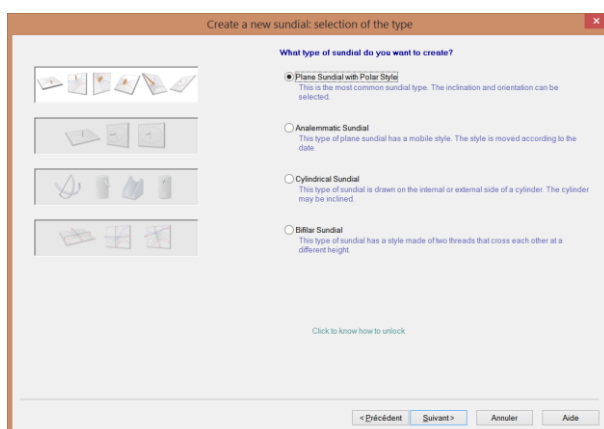 Create a new sundial: selection of the type
x
What type of sundial do you want to create?
Plane Sundial with Polar Style
This is the most common sundial type. The inclination and orientation can be
selected.
Analemmatic Sundial
This type of plane sundial has a mobile style. The style is moved according to the
date.
Cylindrical Sundial
This type of sundial is drawn on the internal or external side of a cylinder. The cylinder
may be inclined.
Bifilar Sundial
This type of sundial has a style made of two threads that cross each other at a
different height.
Click to know how to unlock
< Précédent Suivant > Annuler Aide